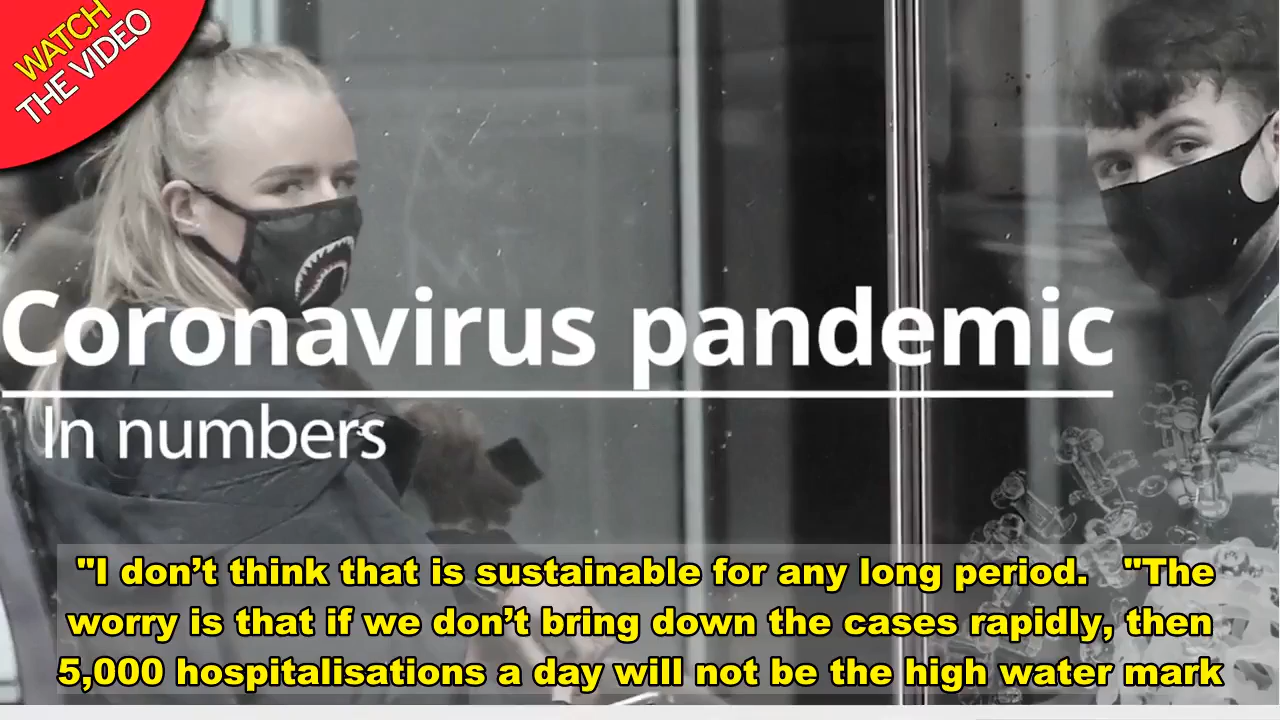 WATCH
THE VIDEO
Coronavirus pandemic
In numbers
"I don’t think that is sustainable for any long period.   "The
worry is that if we don’t bring down the cases rapidly, then
5,000 hospitalisations a day will not be the high water mark